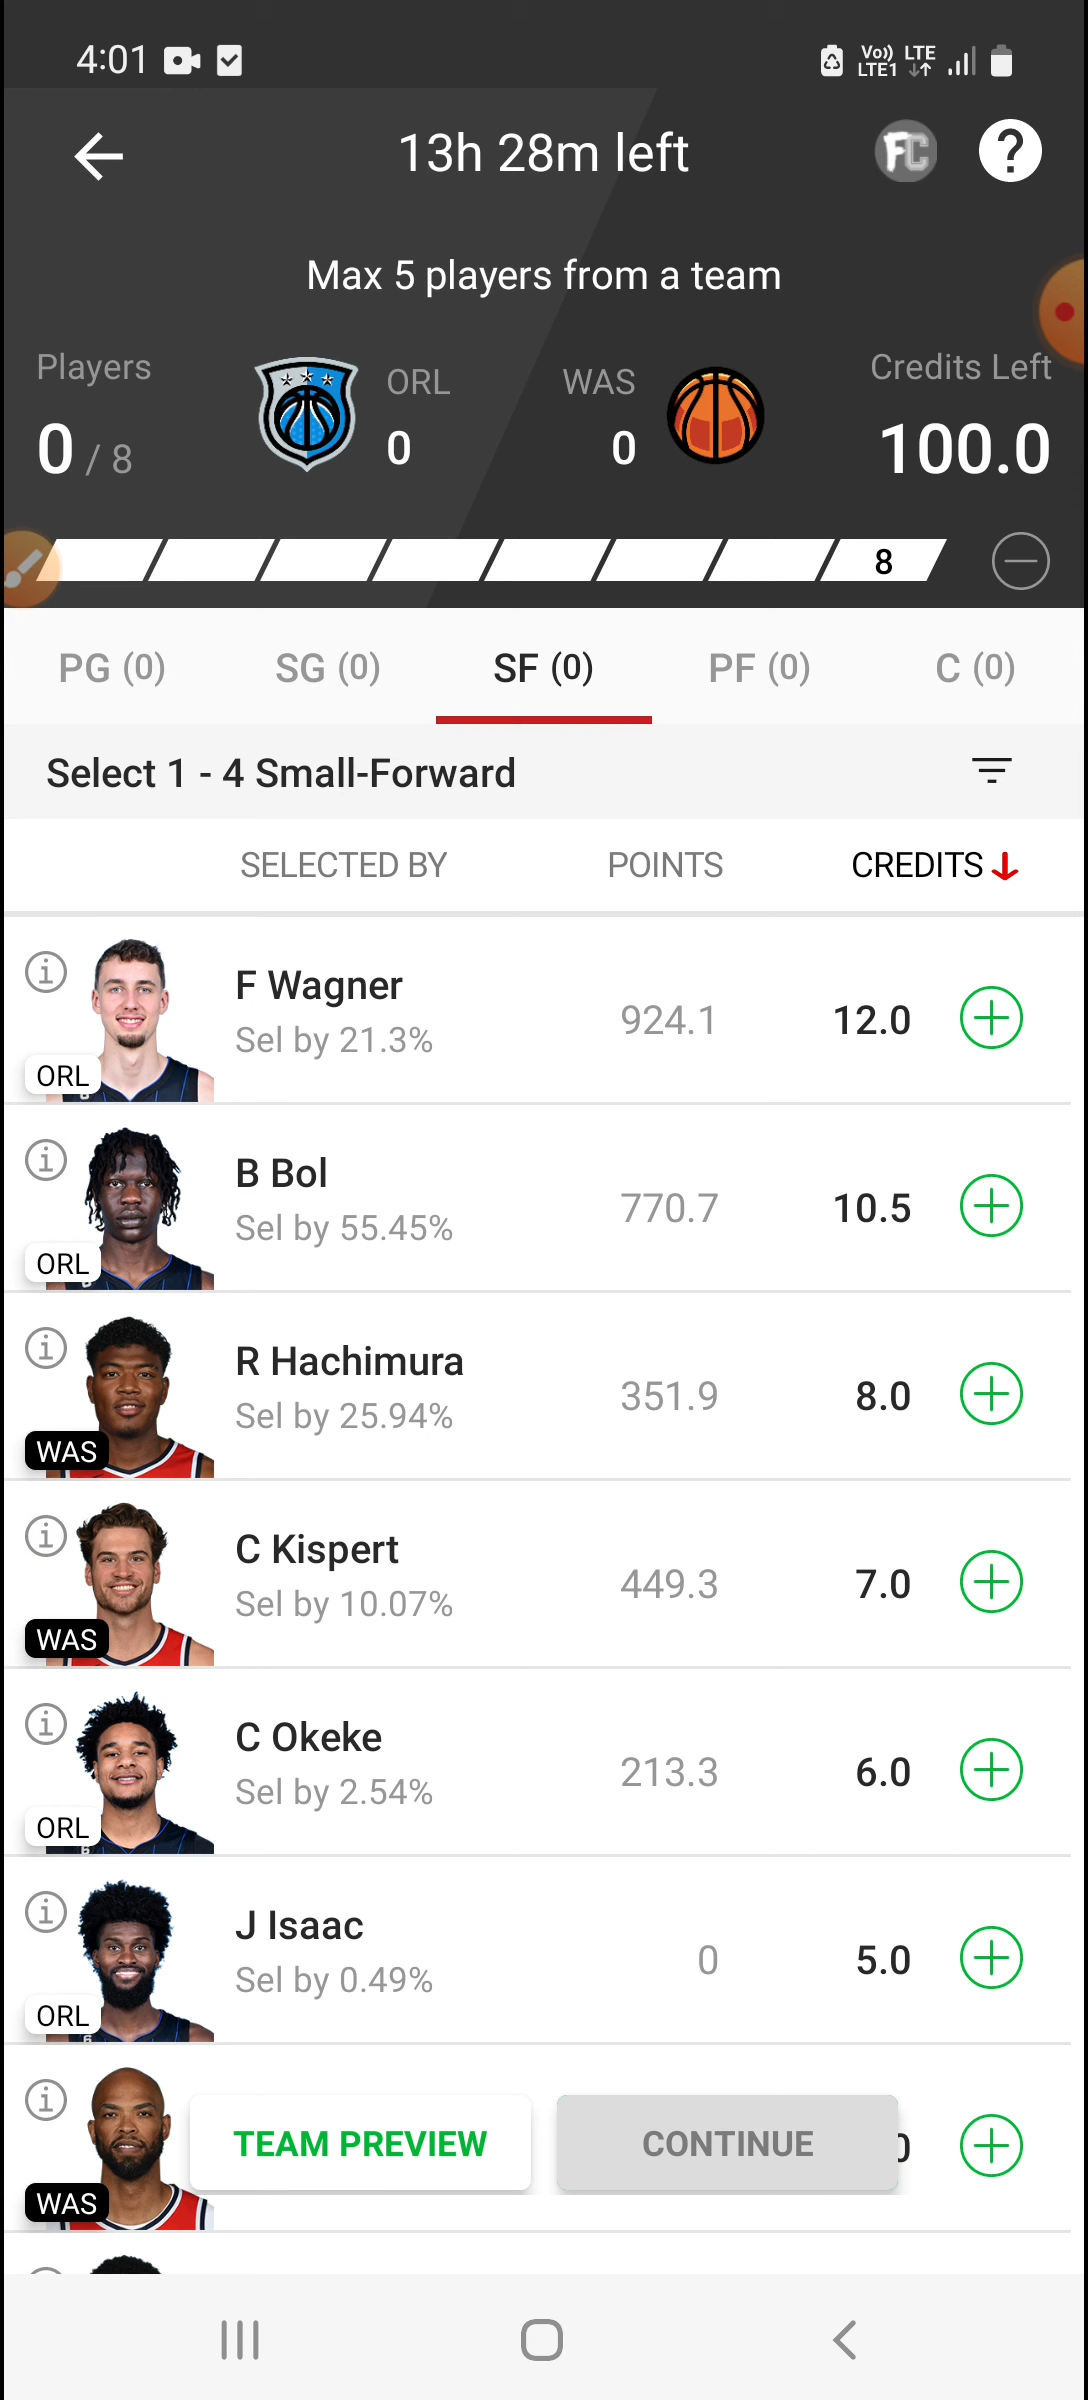 4:01
Vo)) LTE
LTE1
13h 28m left
FC
?
Max 5 players from a team
Players
ORL
WAS
Credits Left
0 / 8
0
0
100.0
8
PG (0)
SG (0)
SF (0)
PF (0)
C (0)
Select 1 - 4 Small-Forward
SELECTED BY
POINTS
CREDITS
F Wagner
Sel by 21.3%
924.1
12.0
ORL
B Bol
Sel by 55.45%
770.7
10.5
ORL
R Hachimura
Sel by 25.94%
351.9
8.0
WAS
C Kispert
Sel by 10.07%
449.3
7.0
WAS
C Okeke
Sel by 2.54%
213.3
6.0
ORL
J Isaac
Sel by 0.49%
0
5.0
ORL
TEAM PREVIEW
CONTINUE
WAS